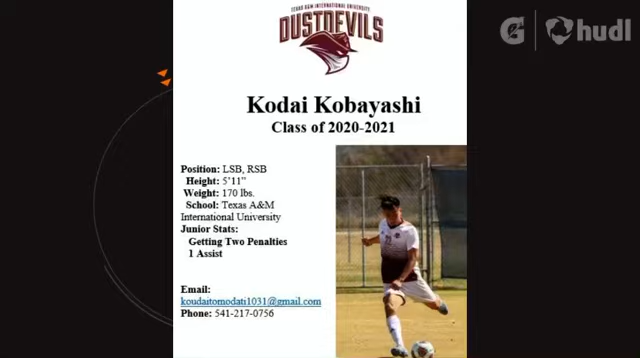 TEXAS A&M INTERNATIONAL UNIVERSITY
DUSTDEVILS
G hudl
Kodai Kobayashi
Class of 2020-2021
Position: LSB, RSB
Height: 5’11”
Weight: 170 lbs.
School: Texas A&M
International University
Junior Stats:
Getting Two Penalties
1 Assist
Email:
koudaitomodati1031@gmail.com
Phone: 541-217-0756